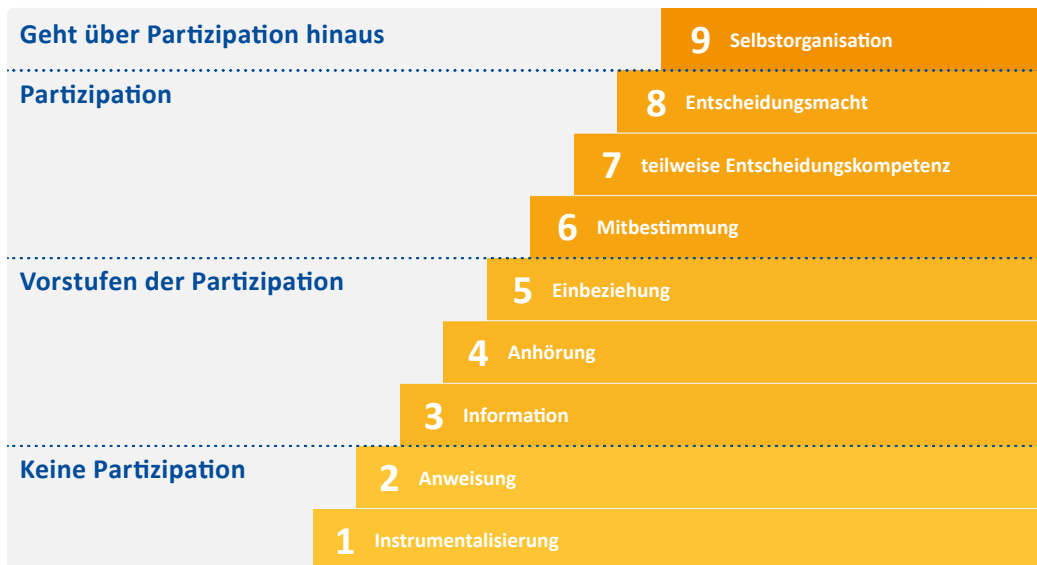 Geht über Partizipation hinaus
9 Selbstorganisation
Partizipation
8 Entscheidungsmacht
7 teilweise Entscheidungskompetenz
6 Mitbestimmung
Vorstufen der Partizipation
5 Einbeziehung
4 Anhörung
3 Information
Keine Partizipation
2 Anweisung
1 Instrumentalisierung